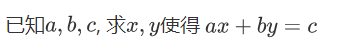 已知a, b, c, 求x, y使得 ax + by = c